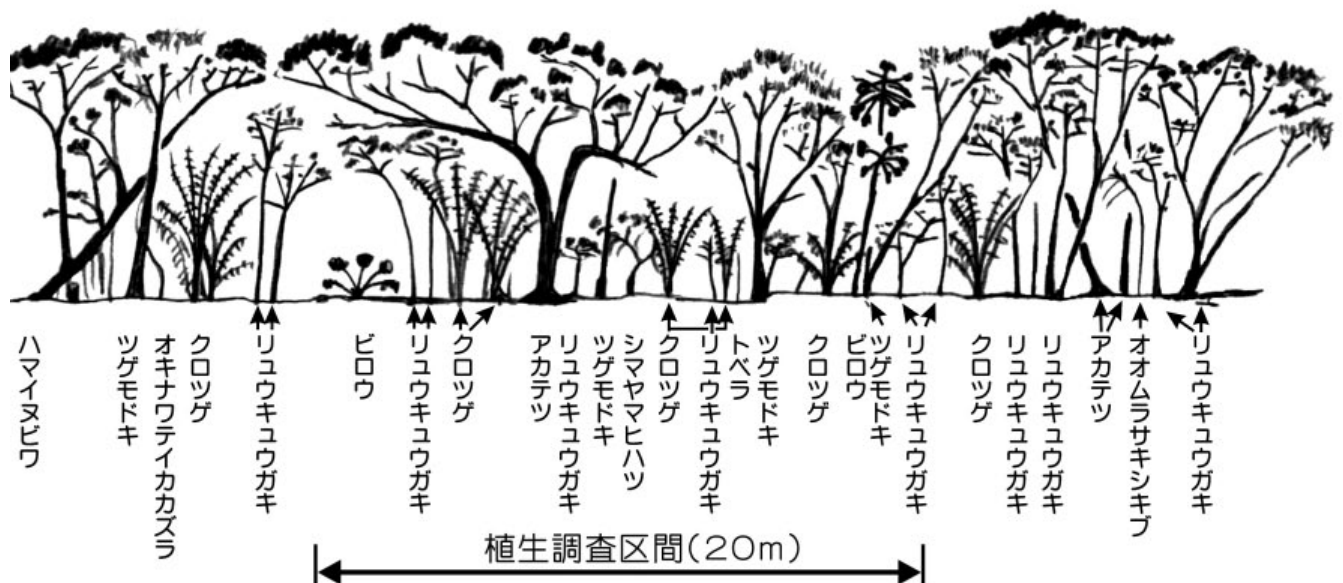 ハマイヌビワ
ツゲモドキ
オキナワテイカカズラ
クロツゲ
リュウキュウガキ
ビロウ
リュウキュウガキ
クロツゲ
アカテツ
リュウキュウガキ
ツゲモドキ
シマヤマヒハツ
クロツゲ
リュウキュウガキ
トベラ
ツゲモドキ
クロツゲ
ビロウ
ツゲモドキ
リュウキュウガキ
クロツゲ
リュウキュウガキ
リュウキュウガキ
アカテツ
オオムラサキシキブ
リュウキュウガキ
植生調査区間(20m)